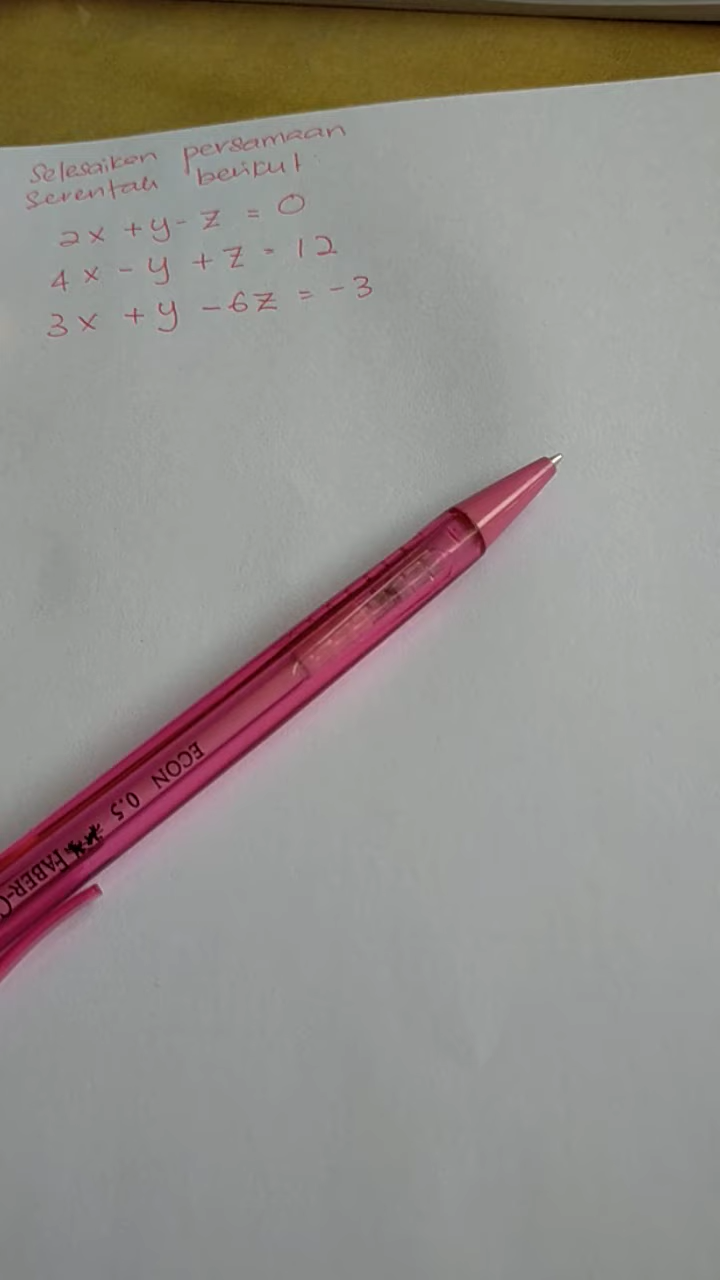 Selesaikan persamaan
serentak berikut
2x + y - z = 0
4x - y + z = 12
3x + y - 6z = -3
ECON 0.5 FABER-C